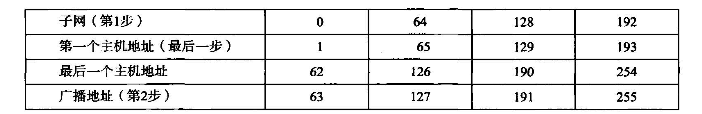 子网（第1步） 0 64 128 192
第一个主机地址（最后一步） 1 65 129 193
最后一个主机地址 62 126 190 254
广播地址（第2步） 63 127 191 255